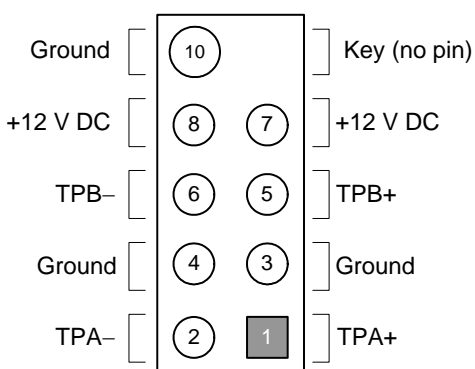 Ground 10 Key (no pin)
+12 V DC 8 7 +12 V DC
TPB– 6 5 TPB+
Ground 4 3 Ground
TPA– 2 1 TPA+